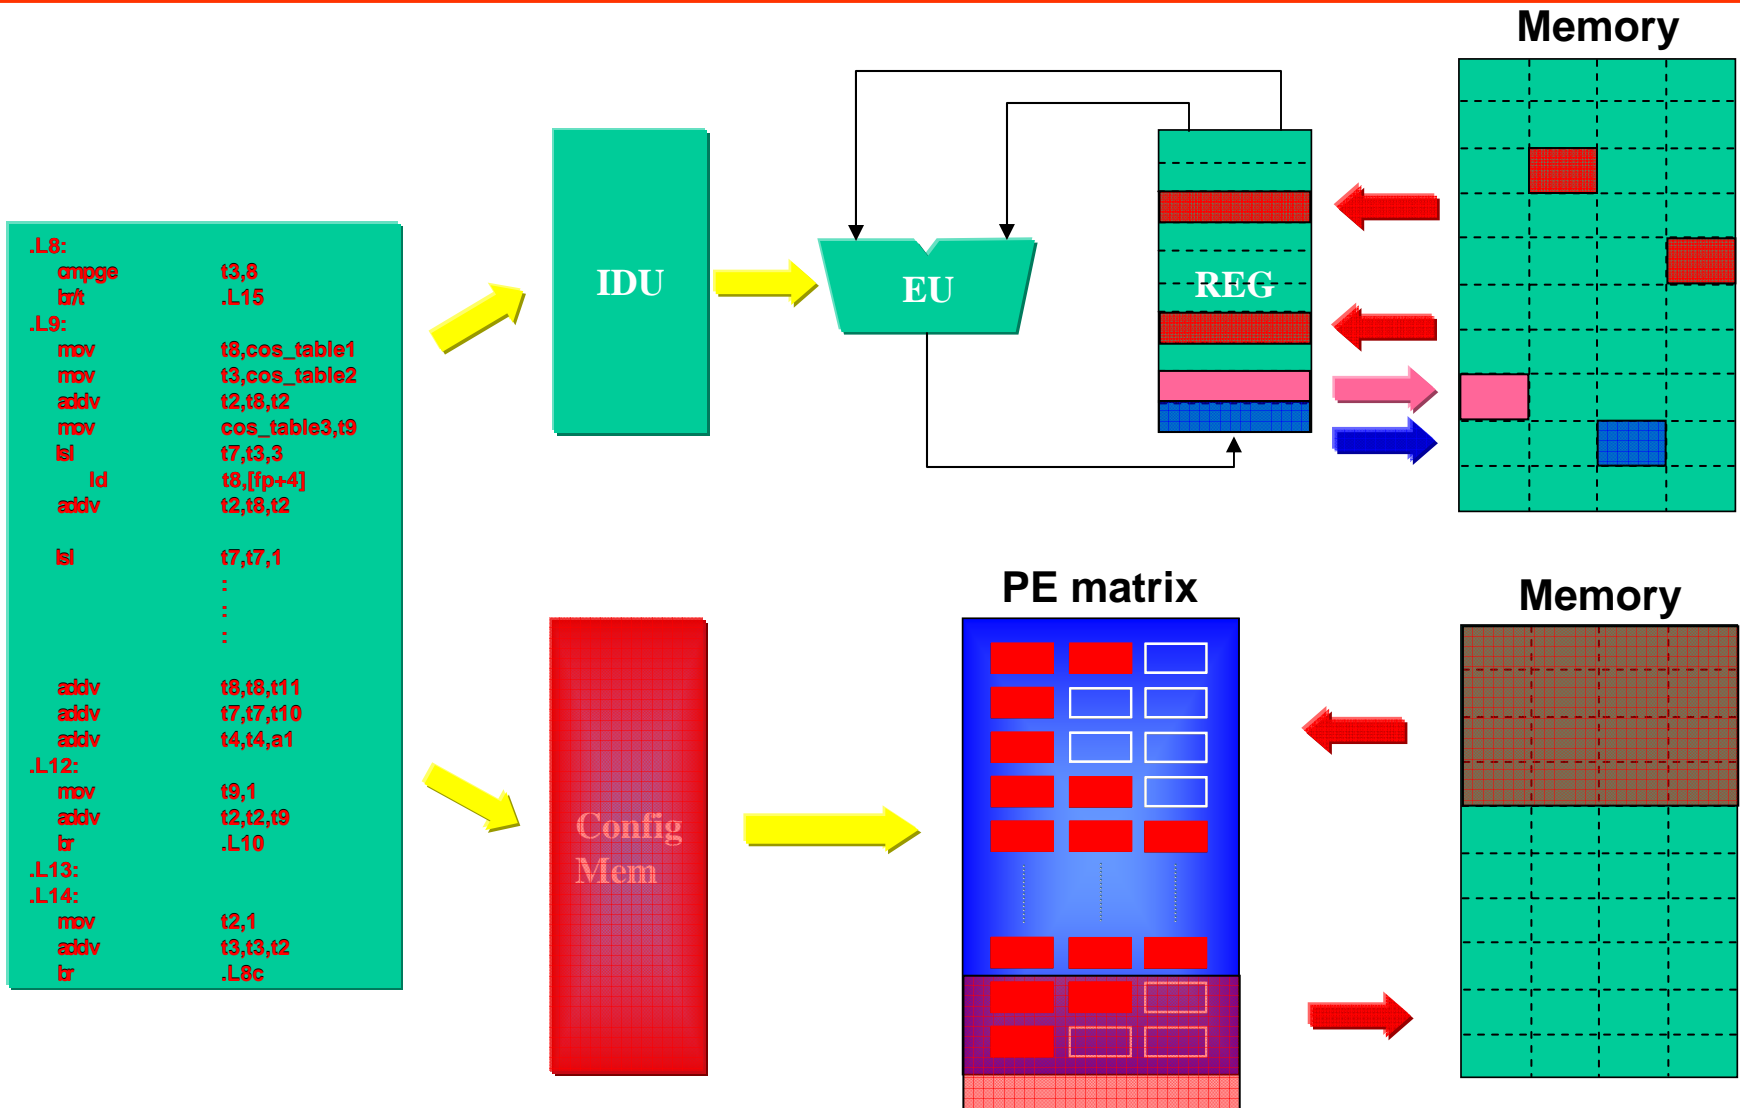 Memory
.L8:
cmpge t3,8
br/t .L15
.L9:
mov t8,cos_table1
mov t3,cos_table2
addv t2,t8,t2
mov cos_table3,t9
lsl t7,t3,3
ld t8,[fp+4]
addv t2,t8,t2
lsl t7,t7,1
:
:
:
addv t8,t8,t11
addv t7,t7,t10
addv t4,t4,a1
.L12:
mov t9,1
addv t2,t2,t9
br .L10
.L13:
.L14:
mov t2,1
addv t3,t3,t2
br .L8c
IDU
EU
REG
PE matrix
Memory
Config
Mem